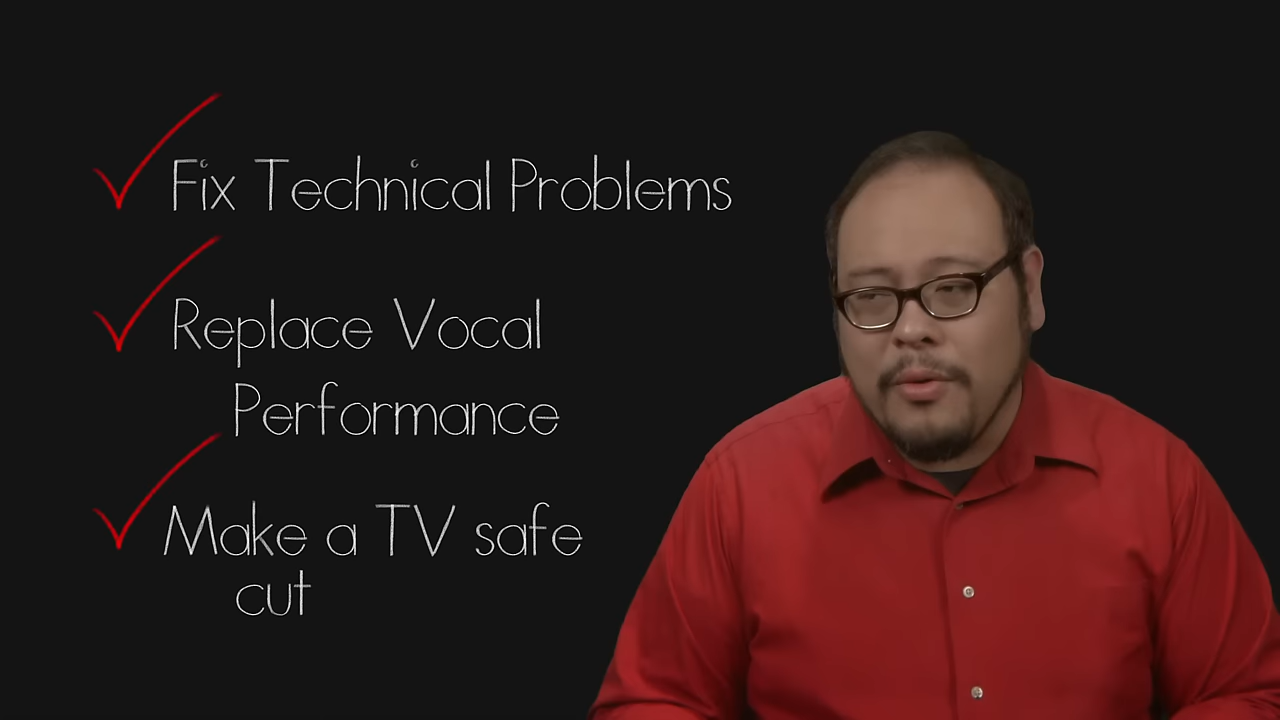 Fix Technical Problems
Replace Vocal
Performance
Make a TV safe
cut